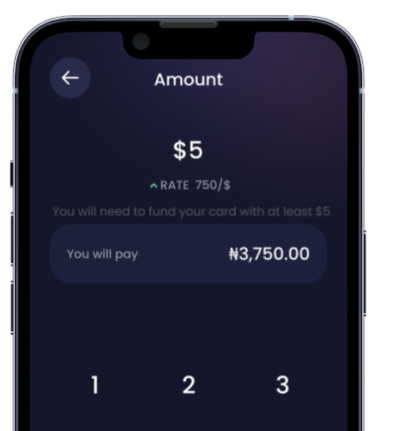 Amount
$5
RATE 750/$
You will need to fund your card with at least $5
You will pay ₦3,750.00
1 2 3